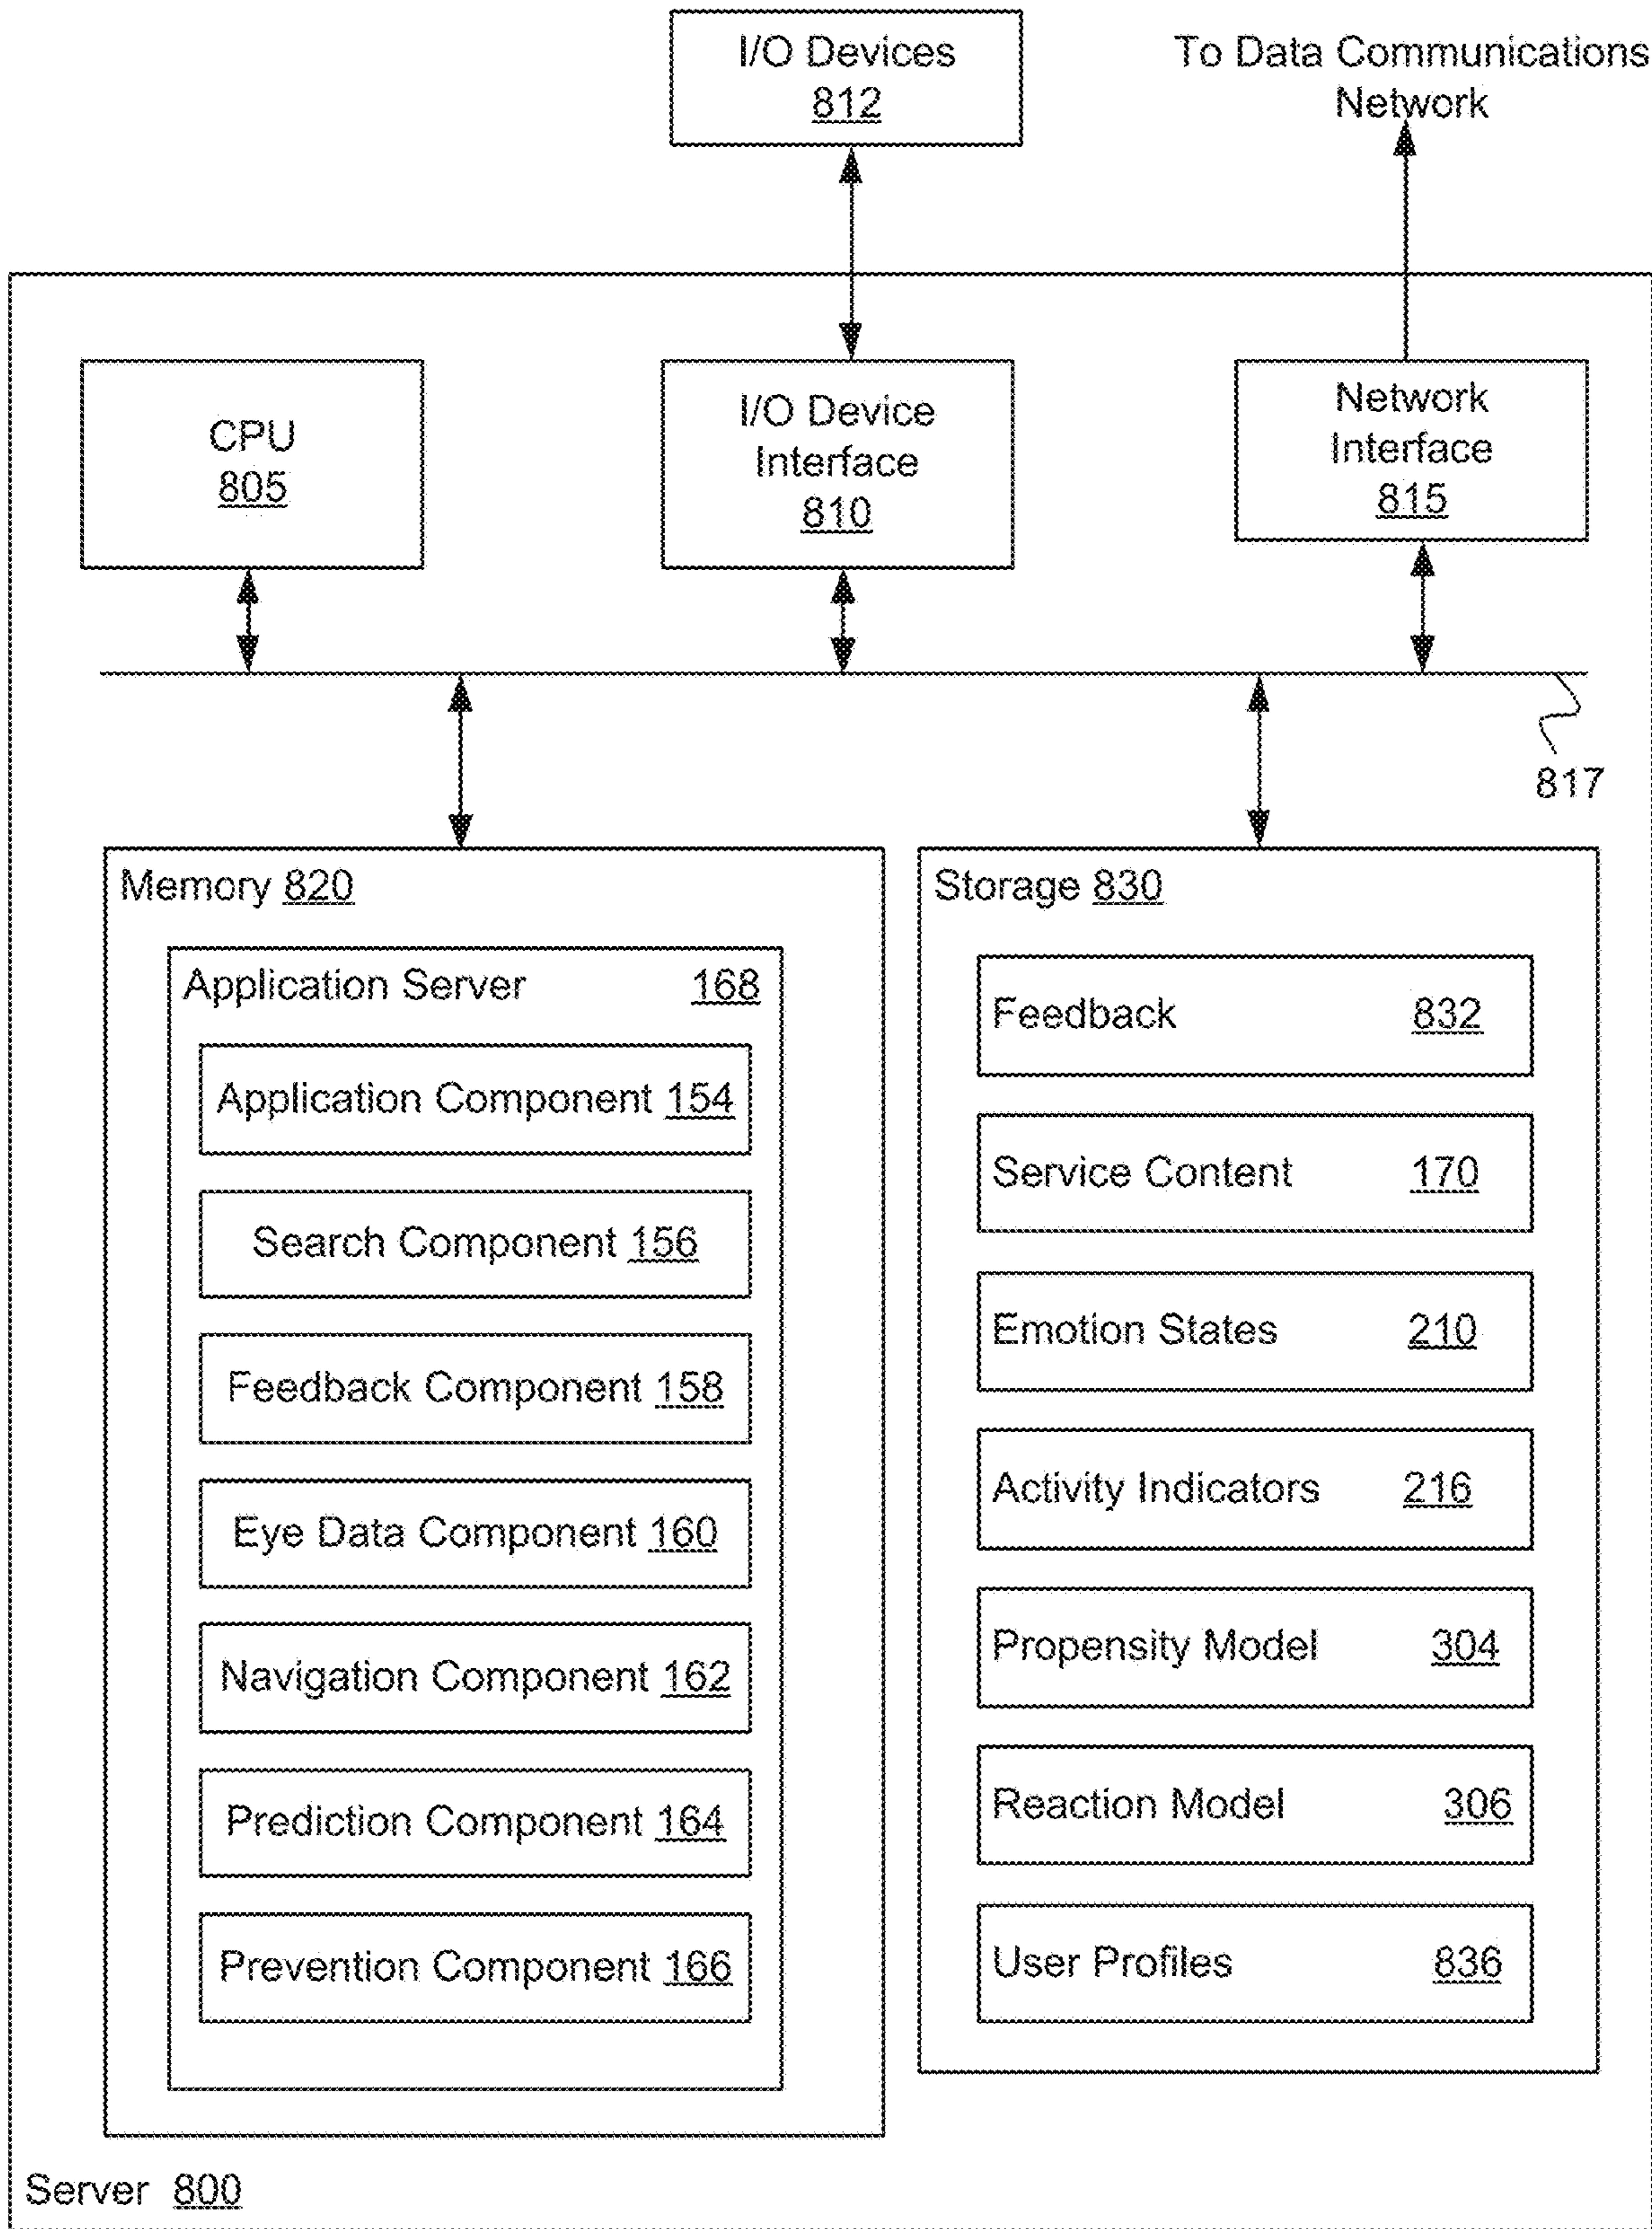 I/O Devices
812
To Data Communications
Network
CPU
805
I/O Device
Interface
810
Network
Interface
815
817
Memory 820
Application Server 168
Application Component 154
Search Component 156
Feedback Component 158
Eye Data Component 160
Navigation Component 162
Prediction Component 164
Prevention Component 166
Storage 830
Feedback 832
Service Content 170
Emotion States 210
Activity Indicators 216
Propensity Model 304
Reaction Model 306
User Profiles 836
Server 800